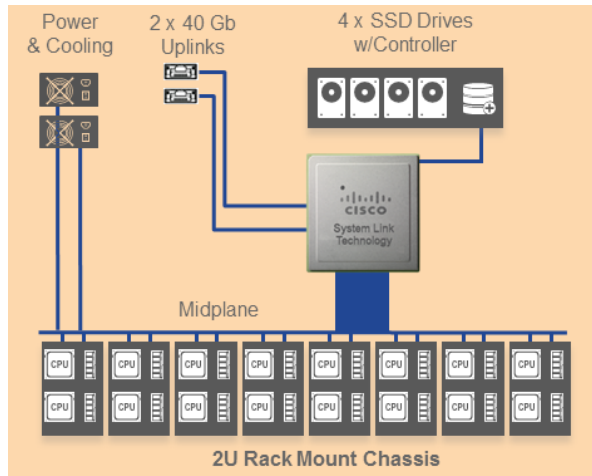 Power
& Cooling
2 x 40 Gb
Uplinks
4 x SSD Drives
w/Controller
CISCO
System Link
Technology
Midplane
CPU CPU CPU CPU CPU CPU CPU CPU
CPU CPU CPU CPU CPU CPU CPU CPU
2U Rack Mount Chassis